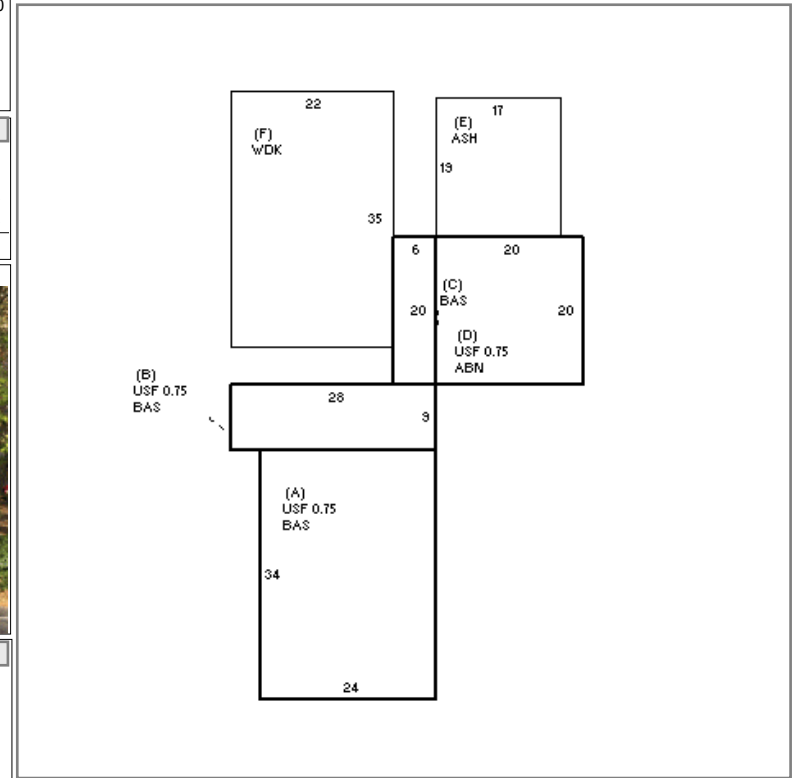 22
(F)
WDK
35
17
(E)
ASH
19
6
20
20
(C)
BAS
20
(D)
USF 0.75
ABN
(B)
USF 0.75
BAS
28
9
(A)
USF 0.75
BAS
34
24